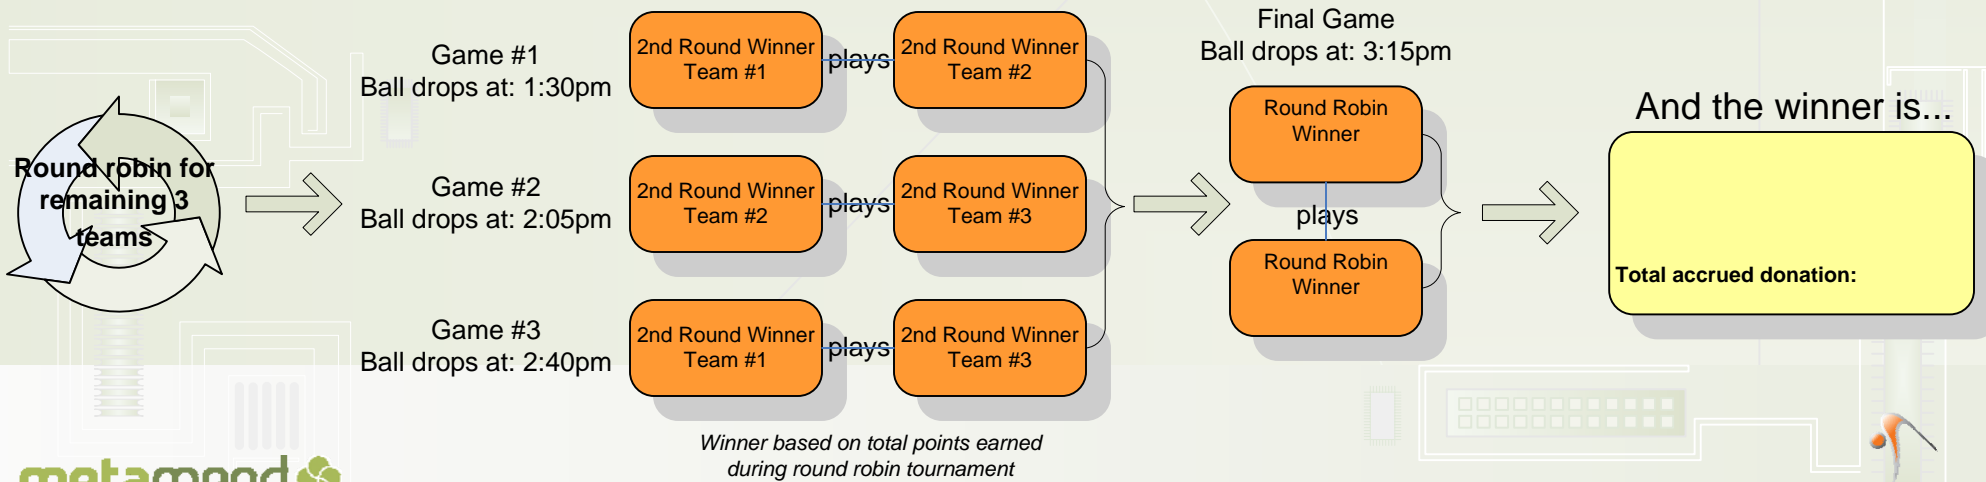 Round robin for
remaining 3
teams
Game #1
Ball drops at: 1:30pm
2nd Round Winner
Team #1
plays
2nd Round Winner
Team #2
Game #2
Ball drops at: 2:05pm
2nd Round Winner
Team #2
plays
2nd Round Winner
Team #3
Game #3
Ball drops at: 2:40pm
2nd Round Winner
Team #1
plays
2nd Round Winner
Team #3
Winner based on total points earned
during round robin tournament
Final Game
Ball drops at: 3:15pm
Round Robin
Winner
plays
Round Robin
Winner
And the winner is...
Total accrued donation: